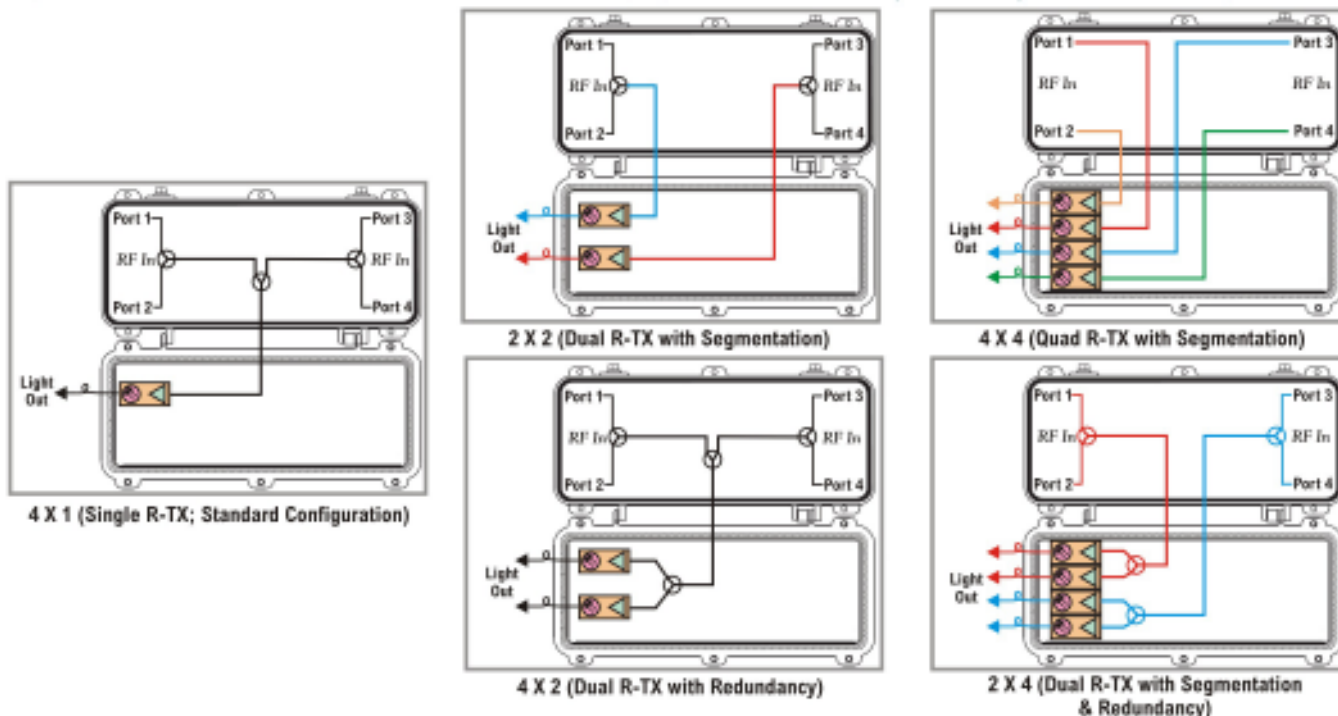 Port 1
Port 3
RF In
RF In
Port 2
Port 4
Light
Out
4 X 1 (Single R-TX; Standard Configuration)
Port 1
Port 3
RF In
RF In
Port 2
Port 4
Light
Out
2 X 2 (Dual R-TX with Segmentation)
Port 1
Port 3
RF In
RF In
Port 2
Port 4
Light
Out
4 X 4 (Quad R-TX with Segmentation)
Port 1
Port 3
RF In
RF In
Port 2
Port 4
Light
Out
4 X 2 (Dual R-TX with Redundancy)
Port 1
Port 3
RF In
RF In
Port 2
Port 4
Light
Out
2 X 4 (Dual R-TX with Segmentation
& Redundancy)